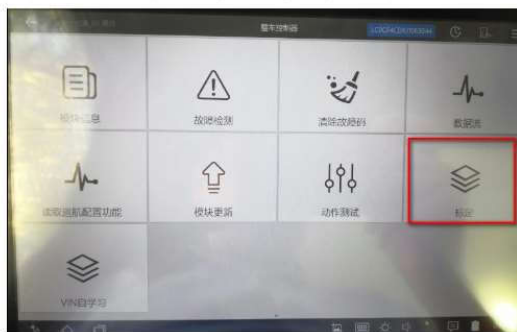 整车控制器
模块信息
故障检测
清除故障码
数据流
读取巡航配置功能
模块更新
动作测试
标定
VIN自学习